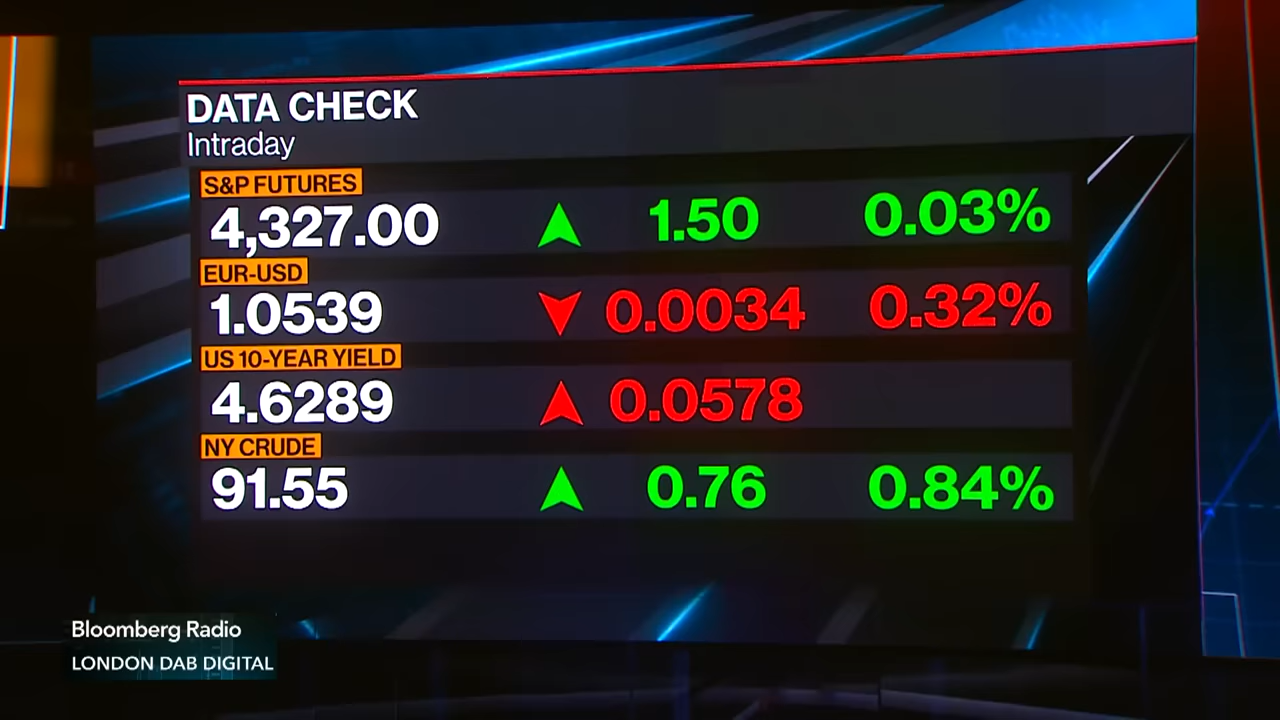 DATA CHECK
Intraday
S&P FUTURES
4,327.00 ▲ 1.50 0.03%
EUR-USD
1.0539 ▼ 0.0034 0.32%
US 10-YEAR YIELD
4.6289 ▲ 0.0578
NY CRUDE
91.55 ▲ 0.76 0.84%
Bloomberg Radio
LONDON DAB DIGITAL